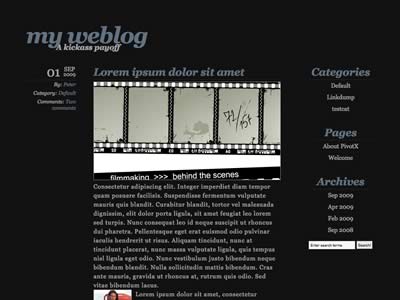 my weblog
A kickass payoff
01 SEP 2009
By: Peter
Category: Default
Comments: Two comments
Lorem ipsum dolor sit amet
71/157
filmmaking >>> behind the scenes
Consectetur adipiscing elit. Integer imperdiet diam tempor
quam posuere facilisis. Suspendisse fermentum vulputate
mauris quis blandit. Curabitur blandit, tortor vel malesuada
dignissim, elit dolor porta ligula, sit amet feugiat leo lorem
sed turpis. Nunc consequat leo id neque suscipit ut rhoncus
dui pharetra. Pellentesque erat euismod odio pulvinar
iaculis hendrerit ut risus. Aliquam tincidunt, nunc at
tincidunt placerat, nunc massa vulputate ligula, quis tempus
nisl ligula eget odio. Nunc vestibulum justo bibendum neque
bibendum blandit. Nulla sollicitudin mattis bibendum. Cras
ante mauris, gravida ut rhoncus at, rutrum quis odio. Sed
vitae bibendum lacus.
Lorem ipsum dolor sit amet, consectetur
Categories
Default
Linkdump
testcat
Pages
About PivotX
Welcome
Archives
Sep 2009
Apr 2009
Feb 2009
Sep 2008
Enter search terms Search!